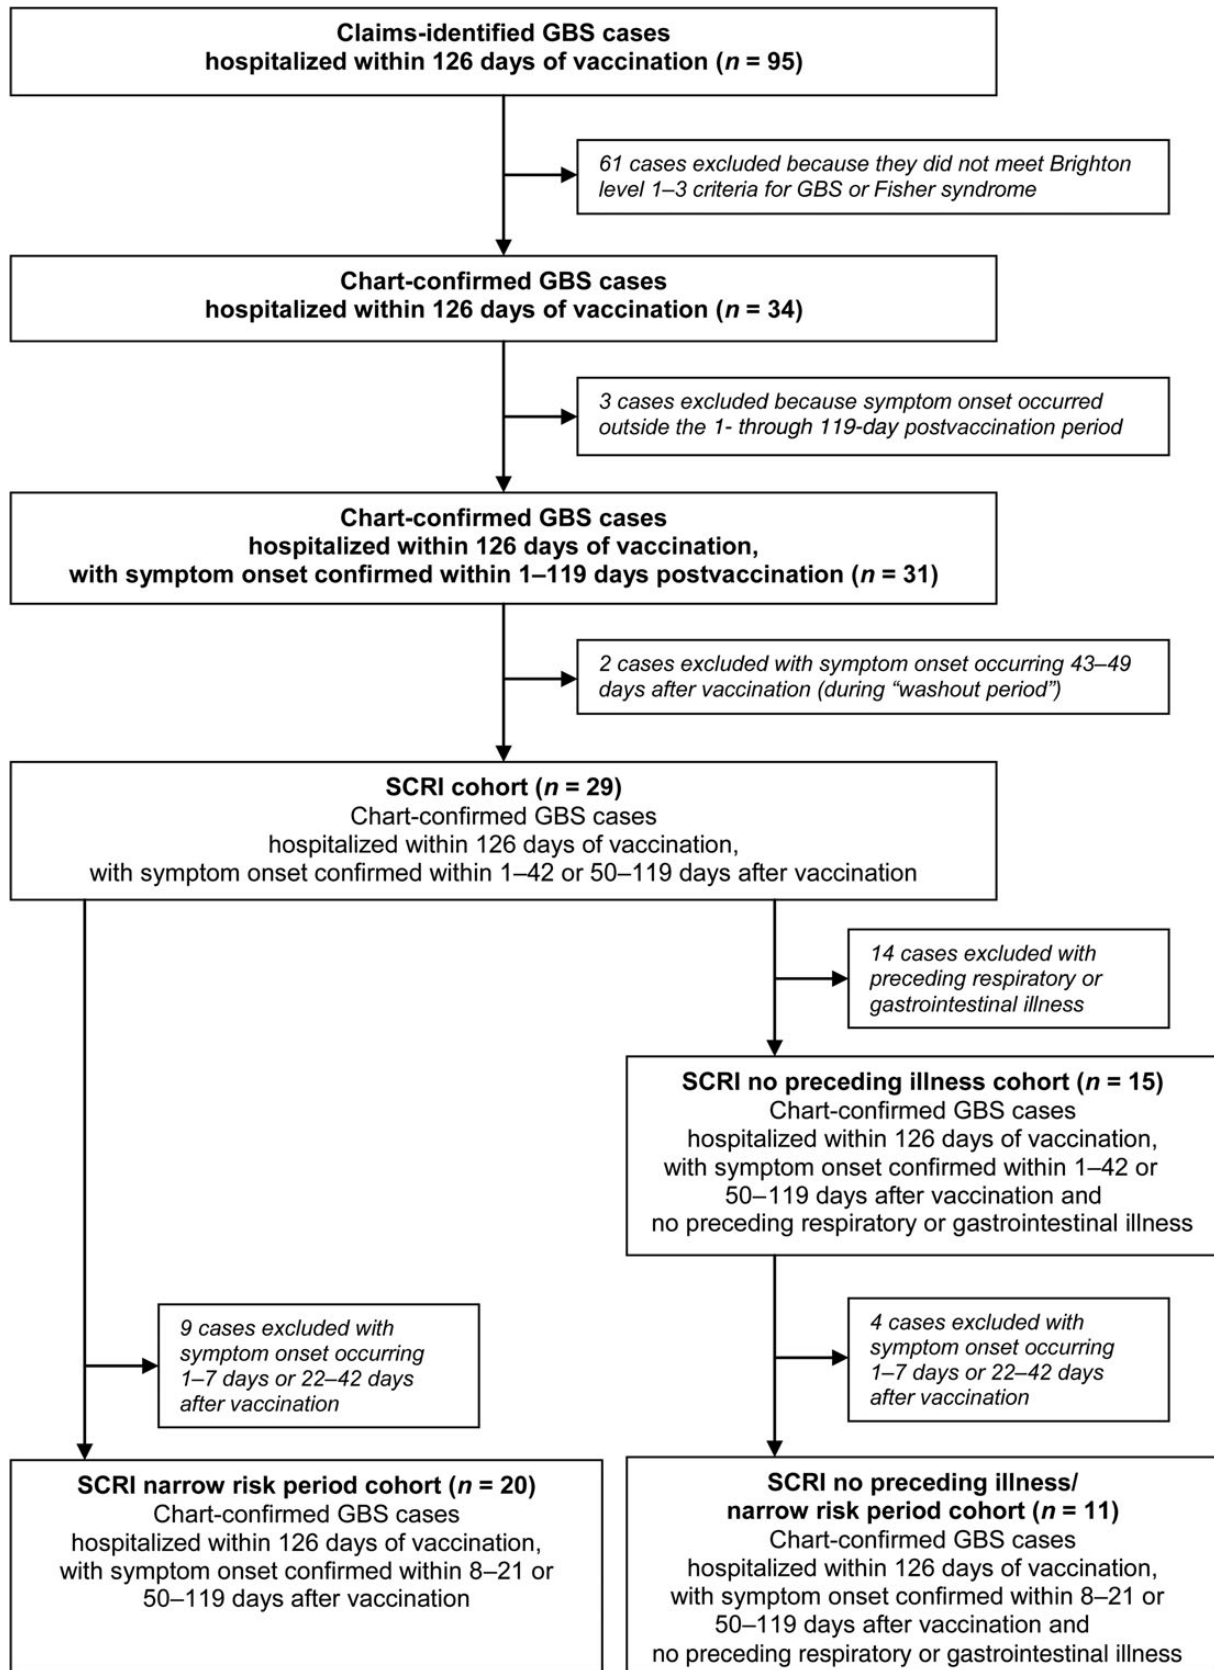 Claims-identified GBS cases
hospitalized within 126 days of vaccination (n = 95)
61 cases excluded because they did not meet Brighton
level 1–3 criteria for GBS or Fisher syndrome
Chart-confirmed GBS cases
hospitalized within 126 days of vaccination (n = 34)
3 cases excluded because symptom onset occurred
outside the 1- through 119-day postvaccination period
Chart-confirmed GBS cases
hospitalized within 126 days of vaccination,
with symptom onset confirmed within 1–119 days postvaccination (n = 31)
2 cases excluded with symptom onset occurring 43–49
days after vaccination (during “washout period”)
SCRI cohort (n = 29)
Chart-confirmed GBS cases
hospitalized within 126 days of vaccination,
with symptom onset confirmed within 1–42 or 50–119 days after vaccination
14 cases excluded with
preceding respiratory or
gastrointestinal illness
SCRI no preceding illness cohort (n = 15)
Chart-confirmed GBS cases
hospitalized within 126 days of vaccination,
with symptom onset confirmed within 1–42 or
50–119 days after vaccination and
no preceding respiratory or gastrointestinal illness
9 cases excluded with
symptom onset occurring
1–7 days or 22–42 days
after vaccination
4 cases excluded with
symptom onset occurring
1–7 days or 22–42 days
after vaccination
SCRI narrow risk period cohort (n = 20)
Chart-confirmed GBS cases
hospitalized within 126 days of vaccination,
with symptom onset confirmed within 8–21 or
50–119 days after vaccination
SCRI no preceding illness/
narrow risk period cohort (n = 11)
Chart-confirmed GBS cases
hospitalized within 126 days of vaccination,
with symptom onset confirmed within 8–21 or
50–119 days after vaccination and
no preceding respiratory or gastrointestinal illness